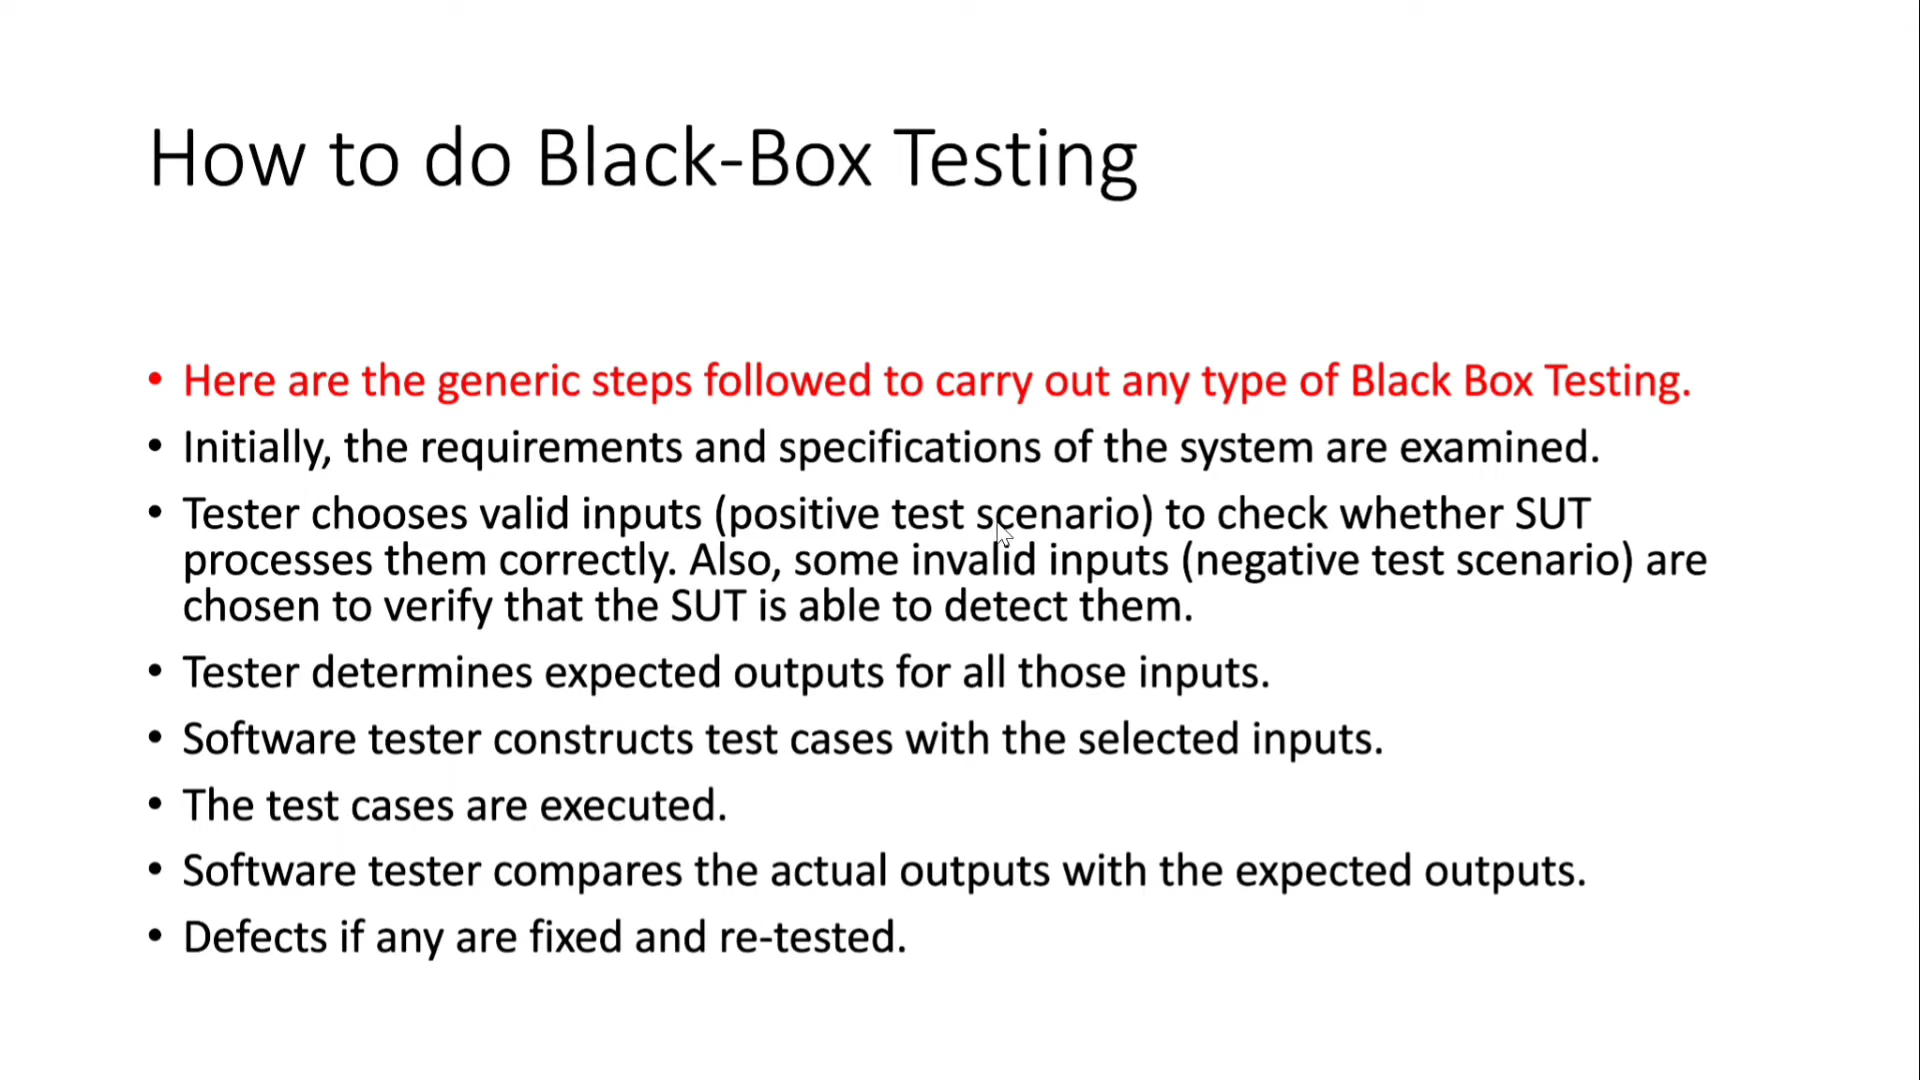 How to do Black-Box Testing
• Here are the generic steps followed to carry out any type of Black Box Testing.
• Initially, the requirements and specifications of the system are examined.
• Tester chooses valid inputs (positive test scenario) to check whether SUT
processes them correctly. Also, some invalid inputs (negative test scenario) are
chosen to verify that the SUT is able to detect them.
• Tester determines expected outputs for all those inputs.
• Software tester constructs test cases with the selected inputs.
• The test cases are executed.
• Software tester compares the actual outputs with the expected outputs.
• Defects if any are fixed and re-tested.